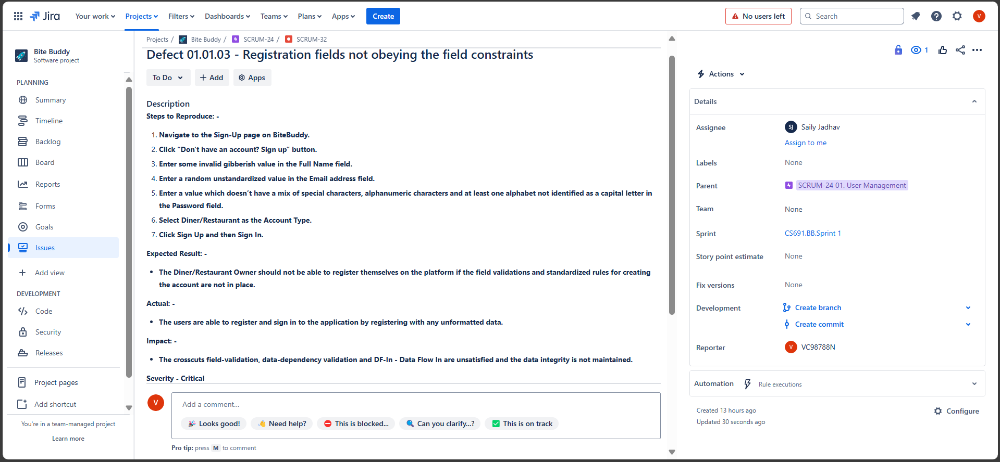 Jira
Your work
Projects
Filters
Dashboards
Teams
Plans
Apps
Create
No users left
Search
V
Bite Buddy
Software project
PLANNING
Summary
Timeline
Backlog
Board
Reports
Forms
Goals
Issues
Add view
DEVELOPMENT
Code
Security
Releases
Project pages
Add shortcut
You're in a team-managed project
Learn more
Projects / Bite Buddy / SCRUM-24 / SCRUM-32
Defect 01.01.03 - Registration fields not obeying the field constraints
To Do
Add
Apps
Description
Steps to Reproduce: -
1. Navigate to the Sign-Up page on BiteBuddy.
2. Click “Don't have an account? Sign up” button.
3. Enter some invalid gibberish value in the Full Name field.
4. Enter a random unstandardized value in the Email address field.
5. Enter a value which doesn’t have a mix of special characters, alphanumeric characters and at least one alphabet not identified as a capital letter in
the Password field.
6. Select Diner/Restaurant as the Account Type.
7. Click Sign Up and then Sign In.
Expected Result: -
• The Diner/Restaurant Owner should not be able to register themselves on the platform if the field validations and standardized rules for creating
the account are not in place.
Actual: -
• The users are able to register and sign in to the application by registering with any unformatted data.
Impact: -
• The crosscuts field-validation, data-dependency validation and DF-In - Data Flow In are unsatisfied and the data integrity is not maintained.
Severity - Critical
V
Add a comment...
Looks good!
Need help?
This is blocked...
Can you clarify...?
This is on track
Pro tip: press M to comment
1
Actions
Details
Assignee
SJ Saily Jadhav
Assign to me
Labels
None
Parent
SCRUM-24 01. User Management
Team
None
Sprint
CS691.BB.Sprint 1
Story point estimate
None
Fix versions
None
Development
Create branch
Create commit
Reporter
V VC98788N
Automation
Rule executions
Created 13 hours ago
Updated 30 seconds ago
Configure